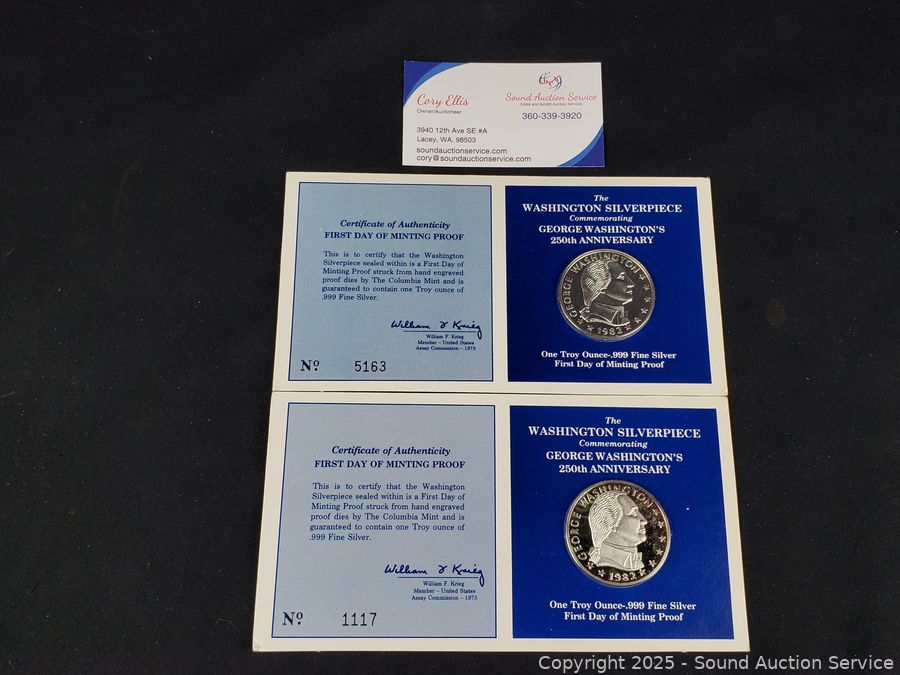 Cory Ellis
Owner/Auctioneer
Sound Auction Service
Estate and Benefit Auction Services
360-339-3920
3940 12th Ave SE #A
Lacey, WA. 98503
soundauctionservice.com
cory@soundauctionservice.com
Certificate of Authenticity
FIRST DAY OF MINTING PROOF
This is to certify that the Washington
Silverpiece sealed within is a First Day of
Minting Proof struck from hand engraved
proof dies by The Columbia Mint and is
guaranteed to contain one Troy ounce of
.999 Fine Silver.
William F Krieg
William F. Krieg
Member - United States
Assay Commission - 1975
Nº 5163
The
WASHINGTON SILVERPIECE
Commemorating
GEORGE WASHINGTON'S
250th ANNIVERSARY
GEORGE WASHINGTON
1982
One Troy Ounce-.999 Fine Silver
First Day of Minting Proof
Certificate of Authenticity
FIRST DAY OF MINTING PROOF
This is to certify that the Washington
Silverpiece sealed within is a First Day of
Minting Proof struck from hand engraved
proof dies by The Columbia Mint and is
guaranteed to contain one Troy ounce of
.999 Fine Silver.
William F Krieg
William F. Krieg
Member - United States
Assay Commission - 1975
Nº 1117
The
WASHINGTON SILVERPIECE
Commemorating
GEORGE WASHINGTON'S
250th ANNIVERSARY
GEORGE WASHINGTON
1982
One Troy Ounce-.999 Fine Silver
First Day of Minting Proof
Copyright 2025 - Sound Auction Service